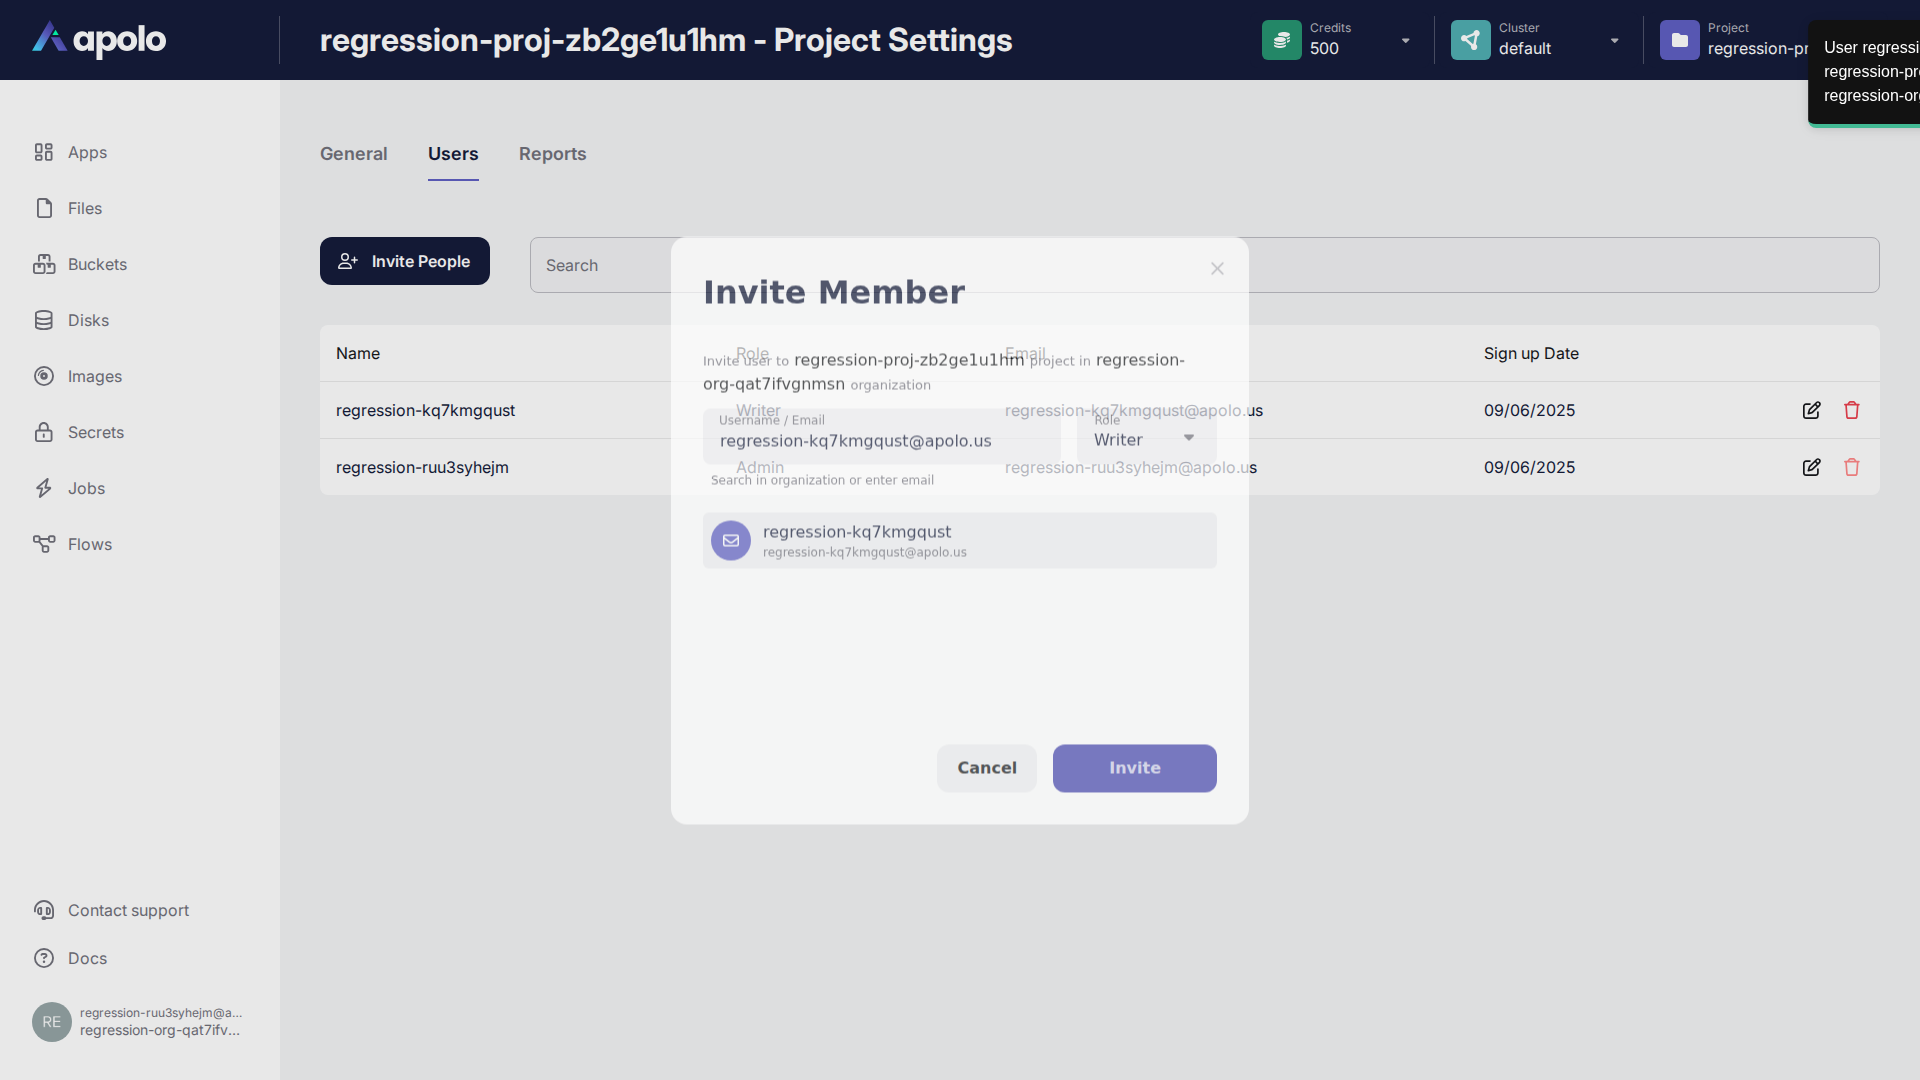 apolo
regression-proj-zb2ge1u1hm - Project Settings
Credits
500
Cluster
default
Project
regression-pr
User regressi
regression-pro
regression-org
Apps
Files
Buckets
Disks
Images
Secrets
Jobs
Flows
Contact support
Docs
RE
regression-ruu3syhejm@a...
regression-org-qat7ifv...
General
Users
Reports
Invite People
Search
Name
Role
Email
Sign up Date
regression-kq7kmgqust
Writer
regression-kq7kmgqust@apolo.us
09/06/2025
regression-ruu3syhejm
Admin
regression-ruu3syhejm@apolo.us
09/06/2025
Invite Member
Invite user to regression-proj-zb2ge1u1hm project in regression-
org-qat7ifvgnmsn organization
Username / Email
regression-kq7kmgqust@apolo.us
Role
Writer
Search in organization or enter email
regression-kq7kmgqust
regression-kq7kmgqust@apolo.us
Cancel
Invite